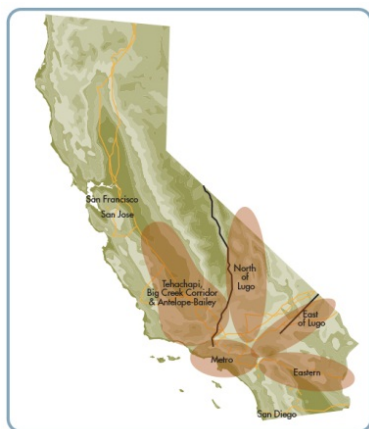 San Francisco
San Jose
Tehachapi,
Big Creek Corridor
& Antelope-Bailey
North
of
Lugo
East
of Lugo
Metro
Eastern
San Diego